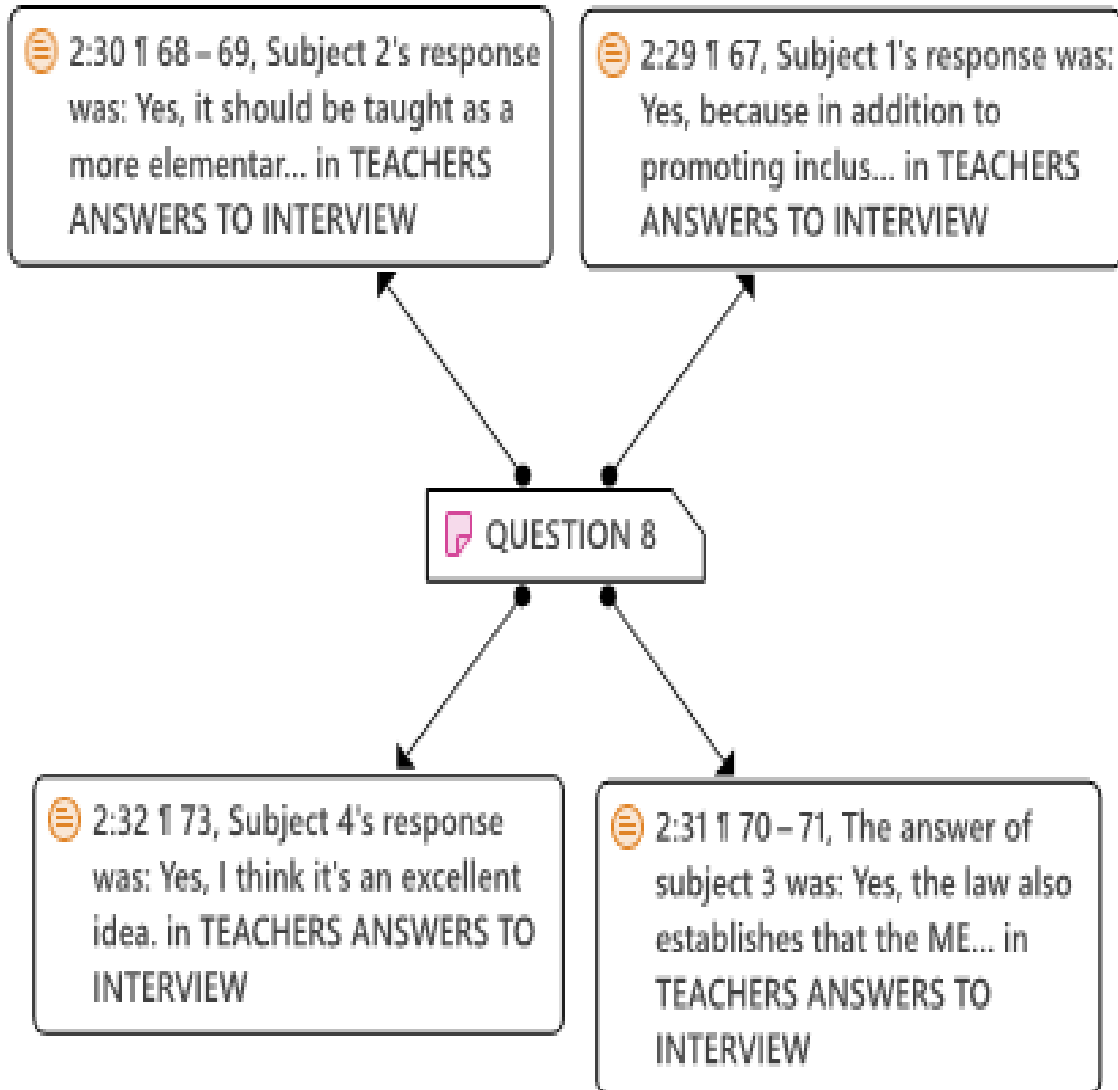 2:30 ¶ 68 – 69, Subject 2's response
was: Yes, it should be taught as a
more elementar... in TEACHERS
ANSWERS TO INTERVIEW
2:29 ¶ 67, Subject 1's response was:
Yes, because in addition to
promoting inclus... in TEACHERS
ANSWERS TO INTERVIEW
QUESTION 8
2:32 ¶ 73, Subject 4's response
was: Yes, I think it's an excellent
idea. in TEACHERS ANSWERS TO
INTERVIEW
2:31 ¶ 70 – 71, The answer of
subject 3 was: Yes, the law also
establishes that the ME... in
TEACHERS ANSWERS TO
INTERVIEW